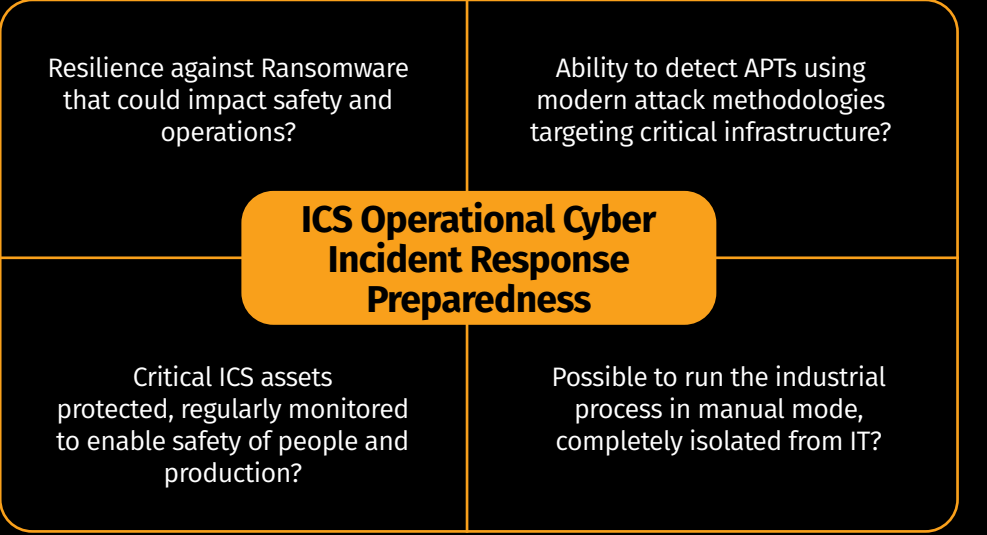 Resilience against Ransomware
that could impact safety and
operations?
Ability to detect APTs using
modern attack methodologies
targeting critical infrastructure?
ICS Operational Cyber
Incident Response
Preparedness
Critical ICS assets
protected, regularly monitored
to enable safety of people and
production?
Possible to run the industrial
process in manual mode,
completely isolated from IT?